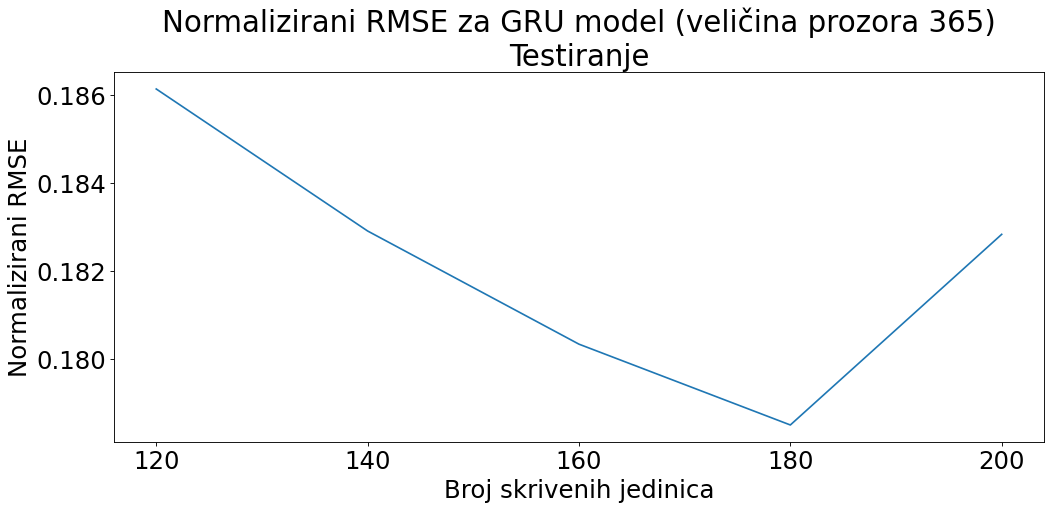 Normalizirani RMSE za GRU model (veličina prozora 365)
Testiranje
Normalizirani RMSE
0.186
0.184
0.182
0.180
120 140 160 180 200
Broj skrivenih jedinica